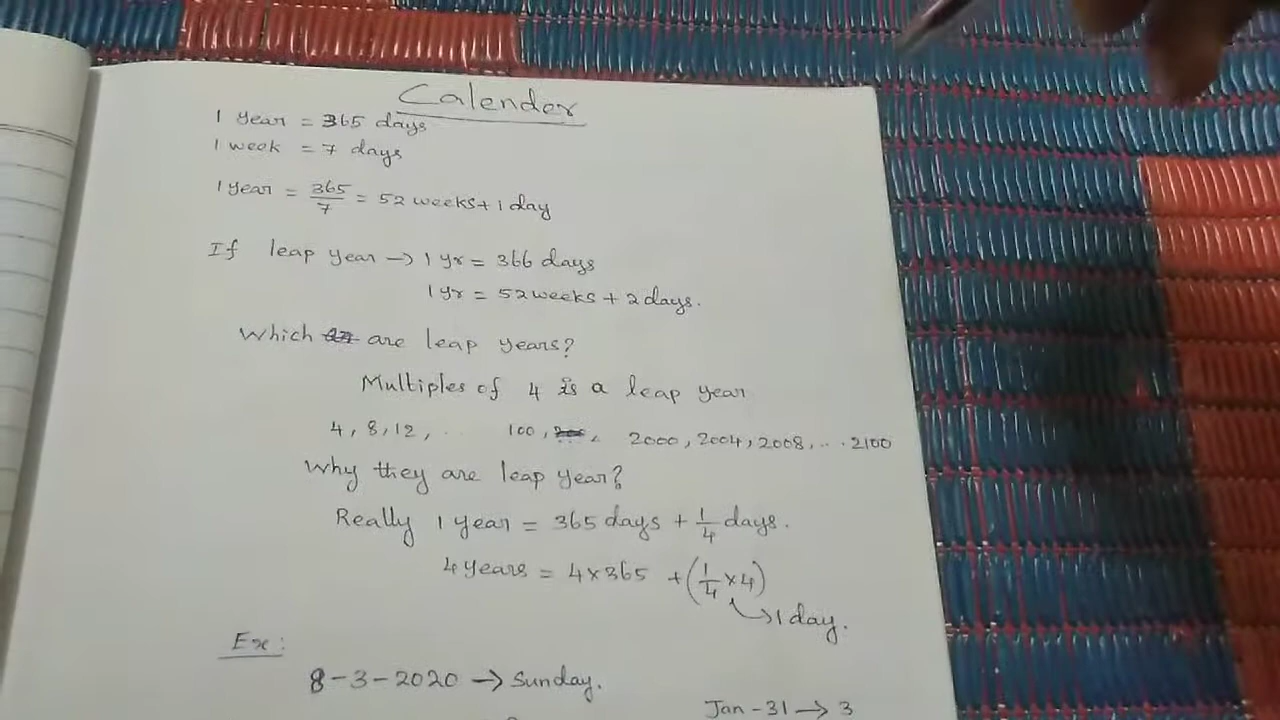 Calender
1 Year = 365 days
1 week = 7 days
1 Year = 365/7 = 52 weeks + 1 day
If leap year → 1 yr = 366 days
1 yr = 52 weeks + 2 days.
Which are leap years?
Multiples of 4 is a leap year
4, 8, 12, .. 100, 2000, 2004, 2008, ... 2100
Why they are leap year?
Really 1 year = 365 days + 1/4 days.
4 years = 4 × 365 + (1/4 × 4)
→ 1 day.
Ex:
8-3-2020 → Sunday.
Jan - 31 → 3